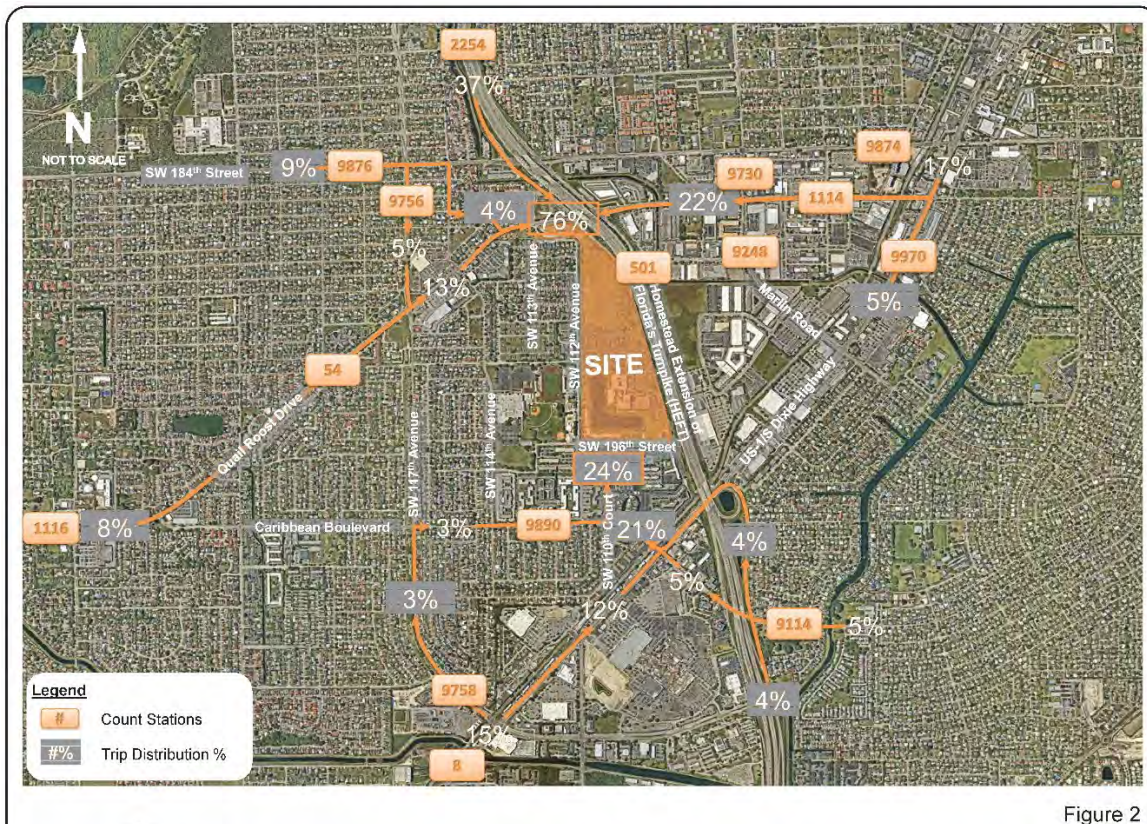 2254
37%
N
NOT TO SCALE
SW 184th Street
9%
9876
9874
9730
17%
9756
4%
76%
22%
1114
5%
9248
9970
501
13%
SW 113th Avenue
SW 112th Avenue
Homestead Extension of
Florida's Turnpike (HEFT)
Marlin Road
5%
54
SITE
Quail Roost Drive
SW 117th Avenue
SW 114th Avenue
US-1/S Dixie Highway
SW 196th Street
24%
1116
8%
Caribbean Boulevard
3%
9890
SW 110th Court
21%
4%
5%
3%
12%
9114
5%
9758
4%
15%
8
Legend
# Count Stations
#% Trip Distribution %
Figure 2